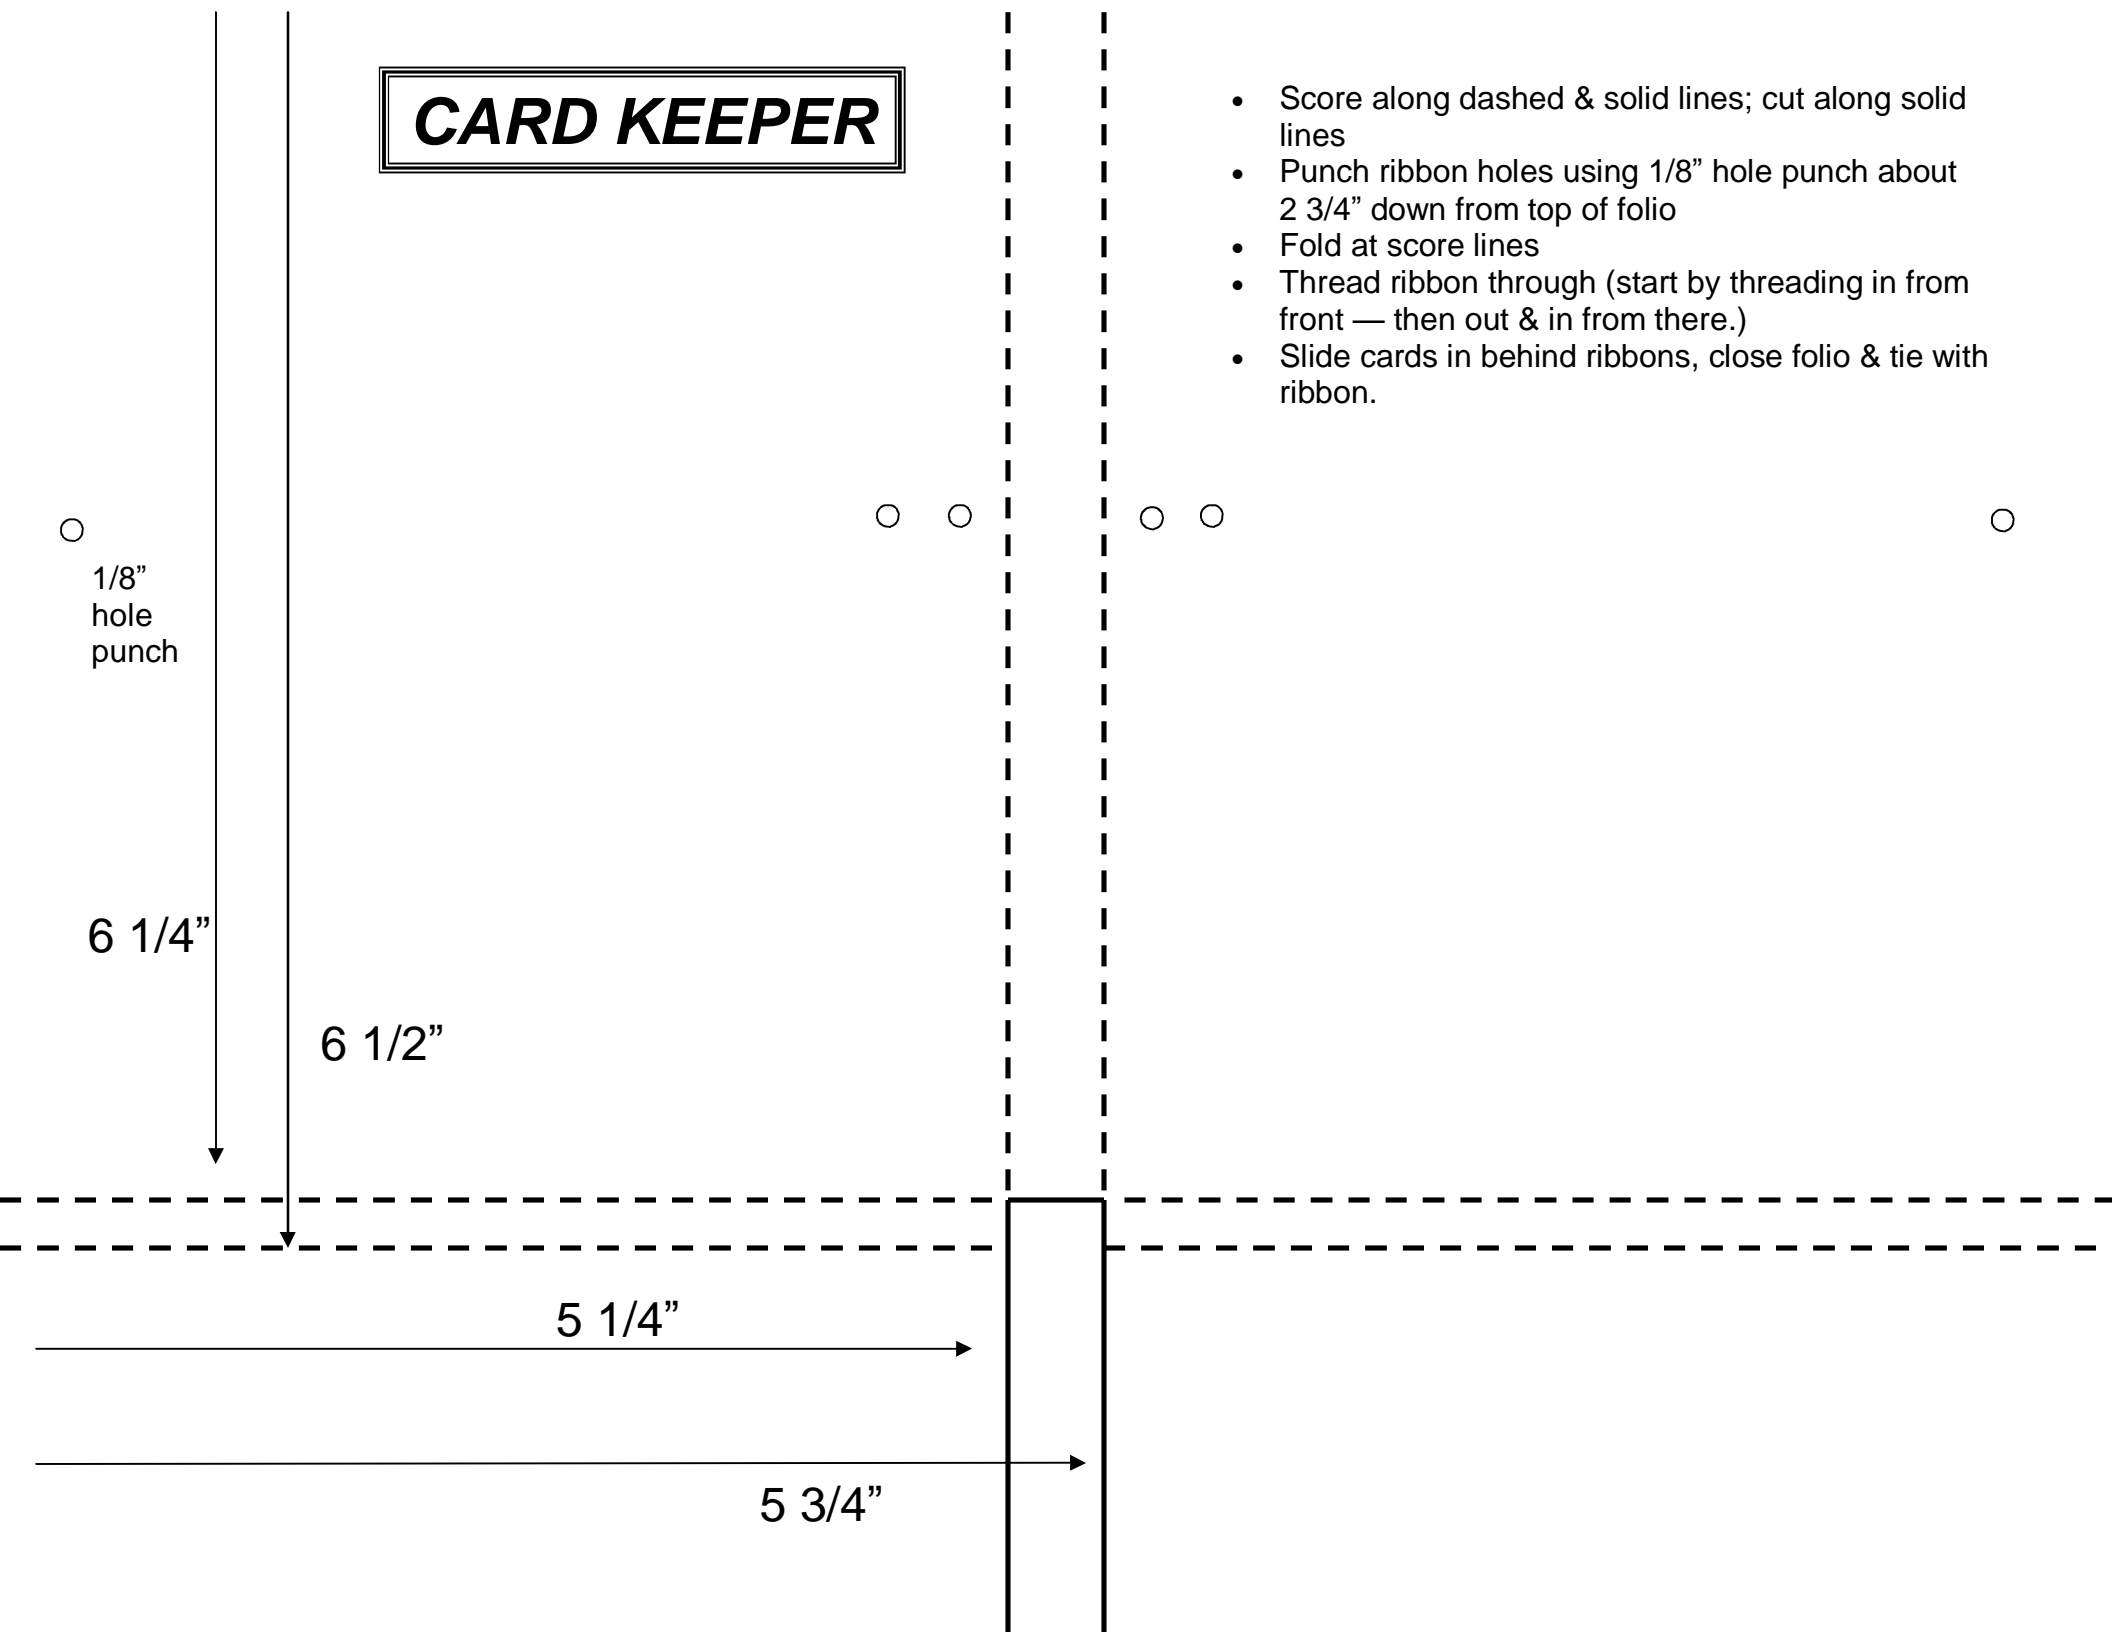 CARD KEEPER
• Score along dashed & solid lines; cut along solid
lines
• Punch ribbon holes using 1/8” hole punch about
2 3/4” down from top of folio
• Fold at score lines
• Thread ribbon through (start by threading in from
front — then out & in from there.)
• Slide cards in behind ribbons, close folio & tie with
ribbon.
1/8”
hole
punch
6 1/4”
6 1/2”
5 1/4”
5 3/4”